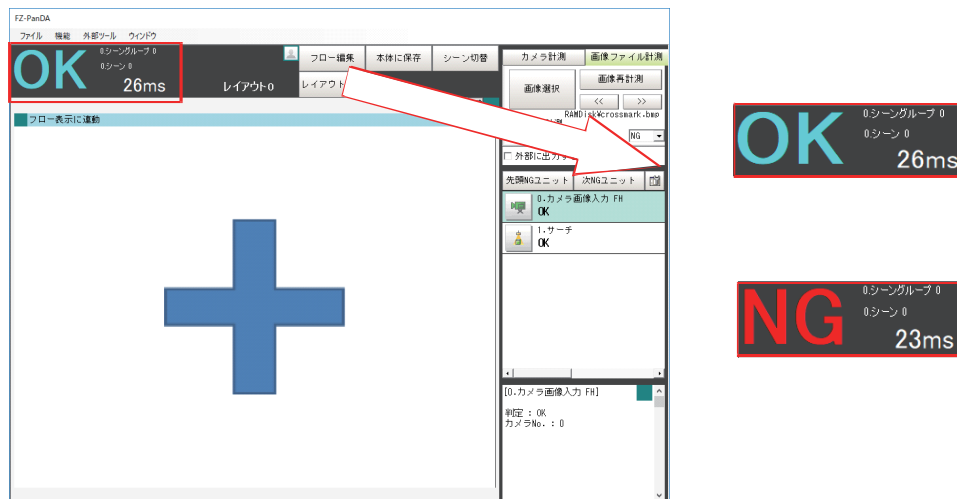 FZ-PanDA
ファイル 機能 外部ツール ウィンドウ
OK
0.シーングループ 0
0.シーン 0
26ms
レイアウト0
フロー編集
本体に保存
シーン切替
レイアウト
フロー表示に連動
カメラ計測
画像ファイル計測
画像選択
画像再計測
<< >>
RAMDisk¥crossmark.bmp
NG
外部に出力す
先頭NGユニット
次NGユニット
0.カメラ画像入力 FH
OK
1.サーチ
OK
[0.カメラ画像入力 FH]
判定 : OK
カメラNo. : 0
OK
0.シーングループ 0
0.シーン 0
26ms
NG
0.シーングループ 0
0.シーン 0
23ms